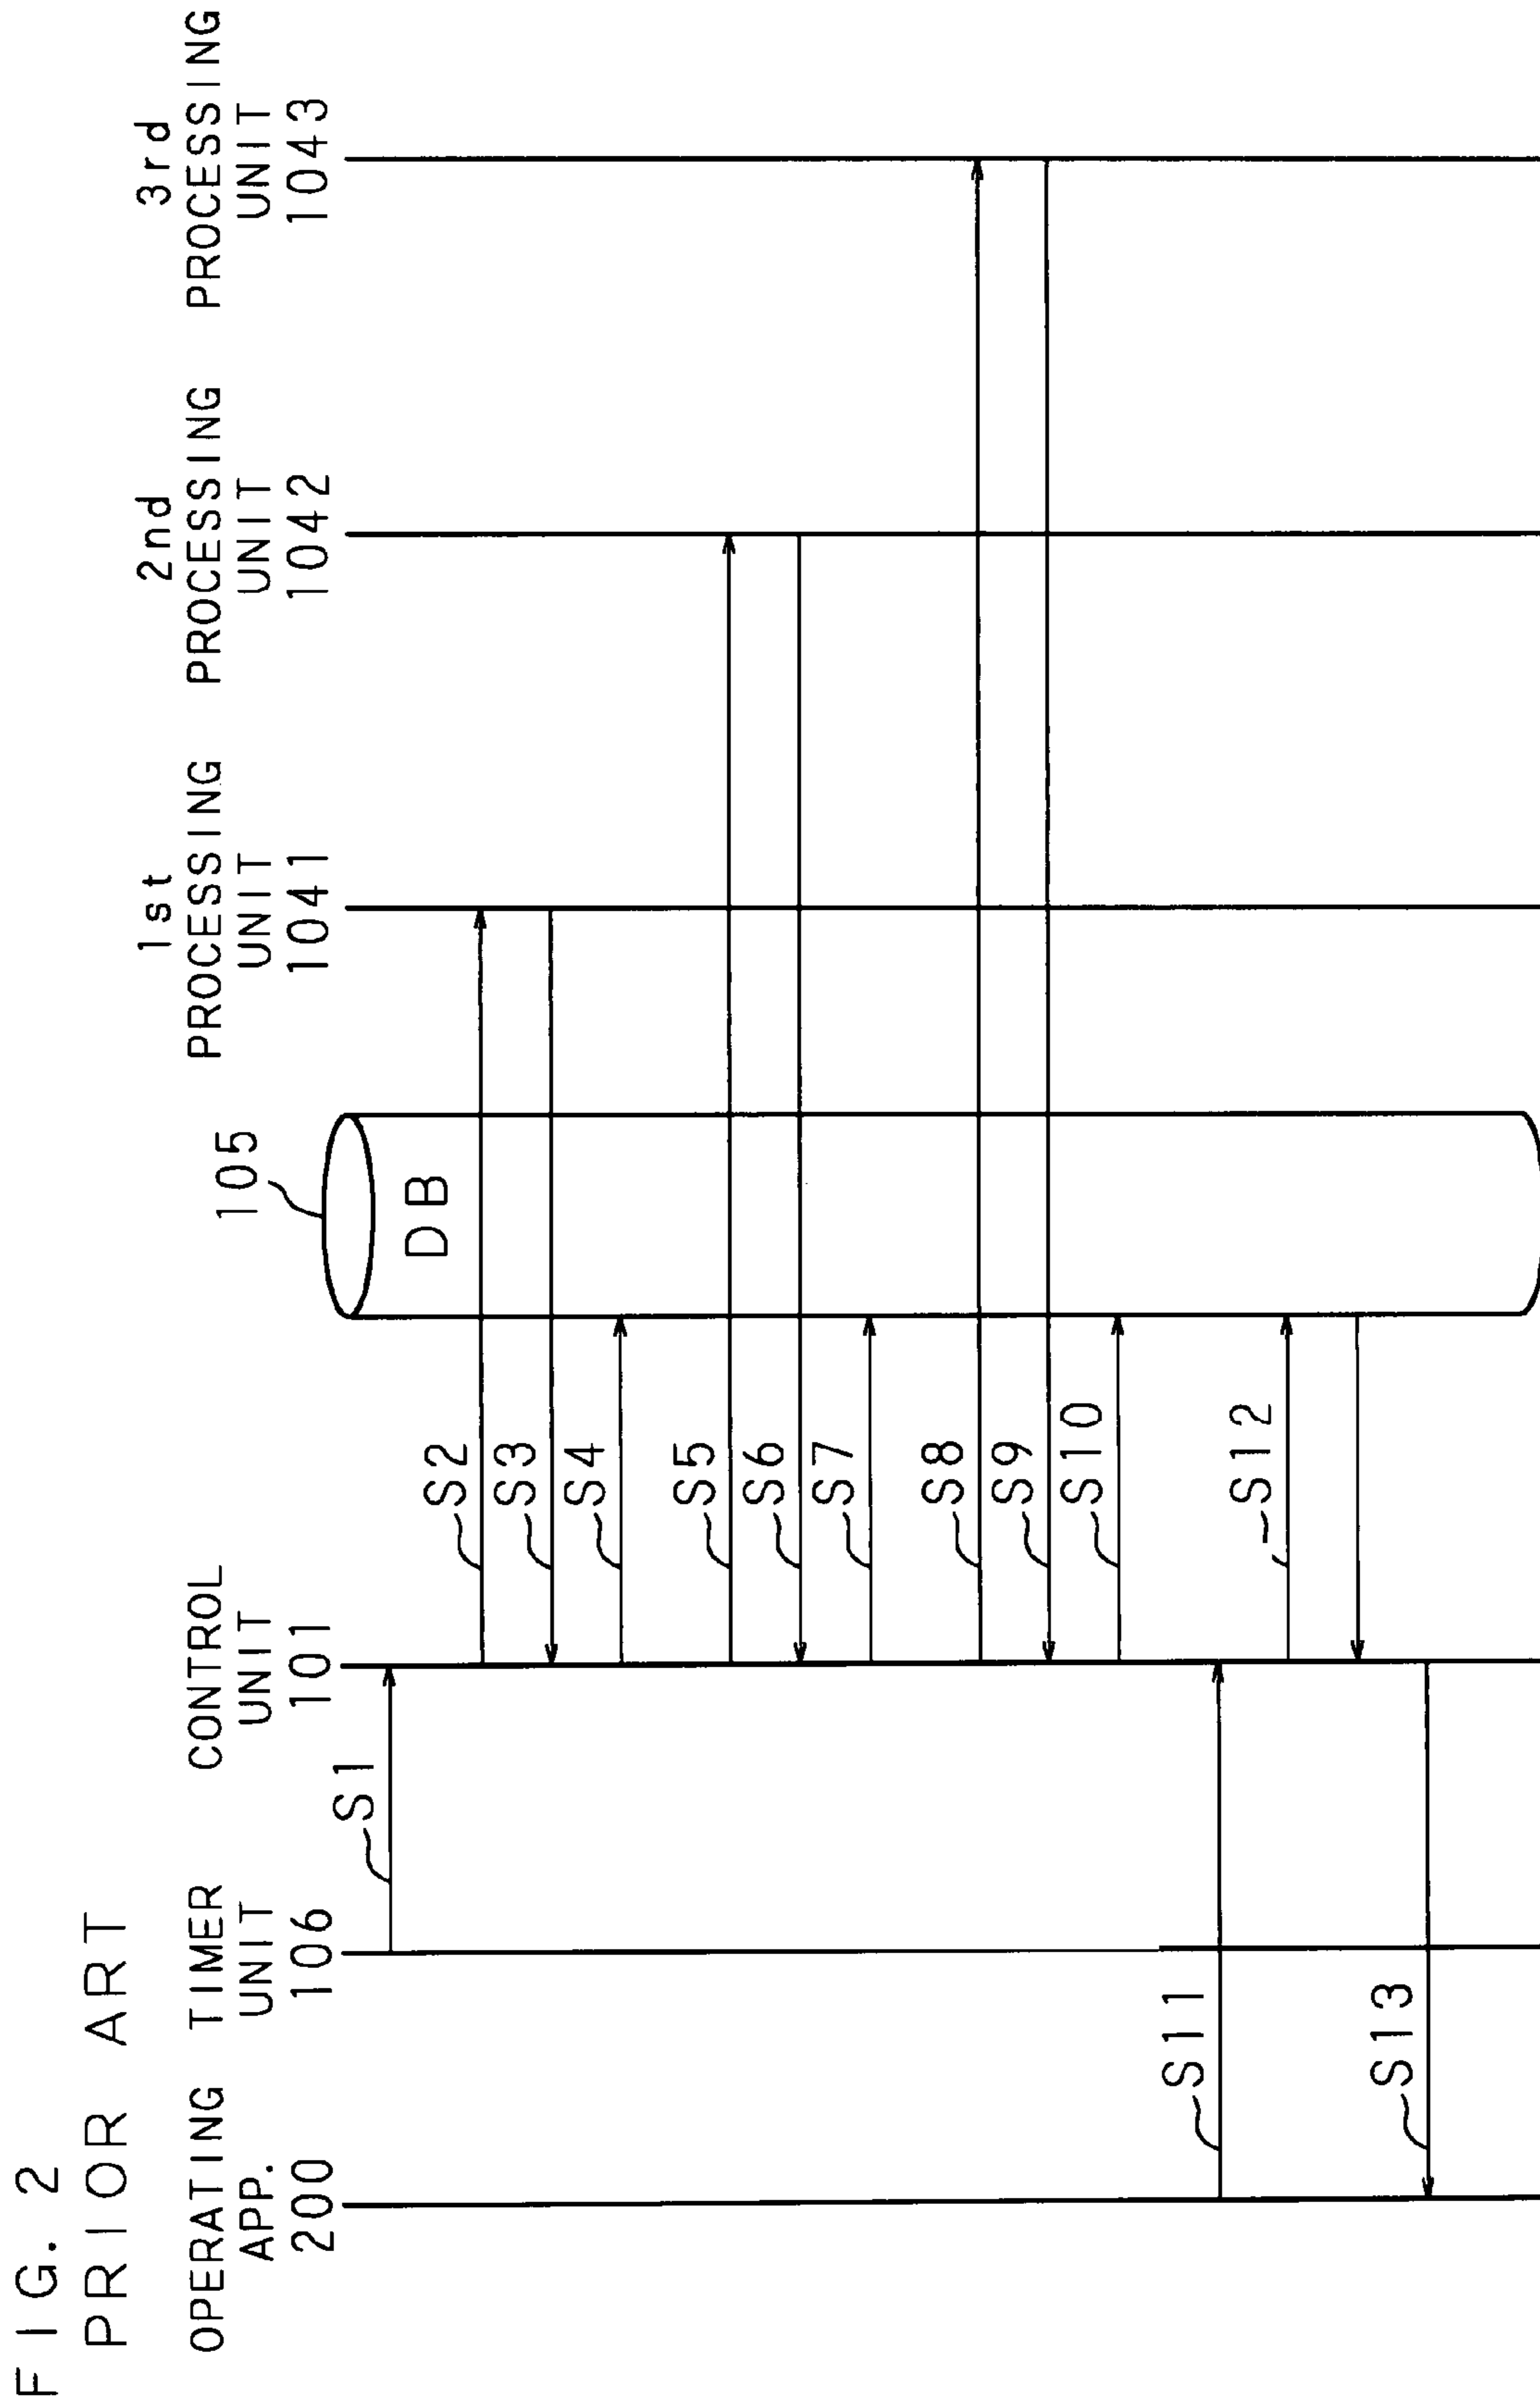 FIG. 2
PRIOR ART
OPERATING
APP.
200
TIMER
UNIT
106
CONTROL
UNIT
101
105
DB
1st
PROCESSING
UNIT
1041
2nd
PROCESSING
UNIT
1042
3rd
PROCESSING
UNIT
1043
S1
S2
S3
S4
S5
S6
S7
S8
S9
S10
S11
S12
S13